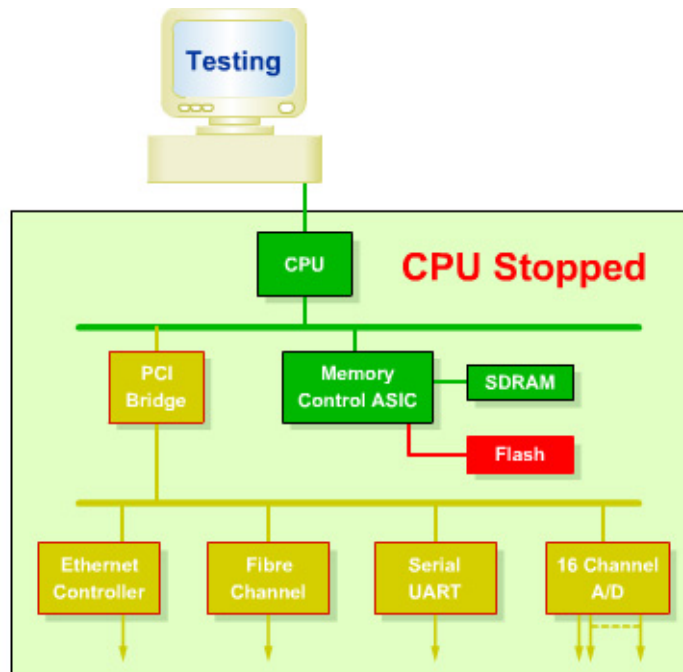 Testing
CPU
CPU Stopped
PCI
Bridge
Memory
Control ASIC
SDRAM
Flash
Ethernet
Controller
Fibre
Channel
Serial
UART
16 Channel
A/D